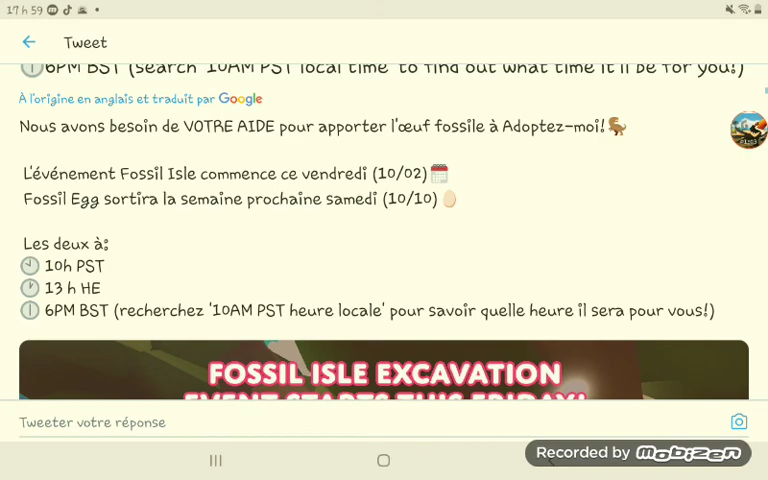 17 h 59
Tweet
6PM BST (search '10AM PST local time' to find out what time it'll be for you!)
À l'origine en anglais et traduit par Google
Nous avons besoin de VOTRE AIDE pour apporter l'œuf fossile à Adoptez-moi!
L'événement Fossil Isle commence ce vendredi (10/02)
Fossil Egg sortira la semaine prochaine samedi (10/10)
Les deux à:
10h PST
13 h HE
6PM BST (recherchez '10AM PST heure locale' pour savoir quelle heure il sera pour vous!)
FOSSIL ISLE EXCAVATION
EVENT STARTS THIS FRIDAY!
Tweeter votre réponse
Recorded by mobizen